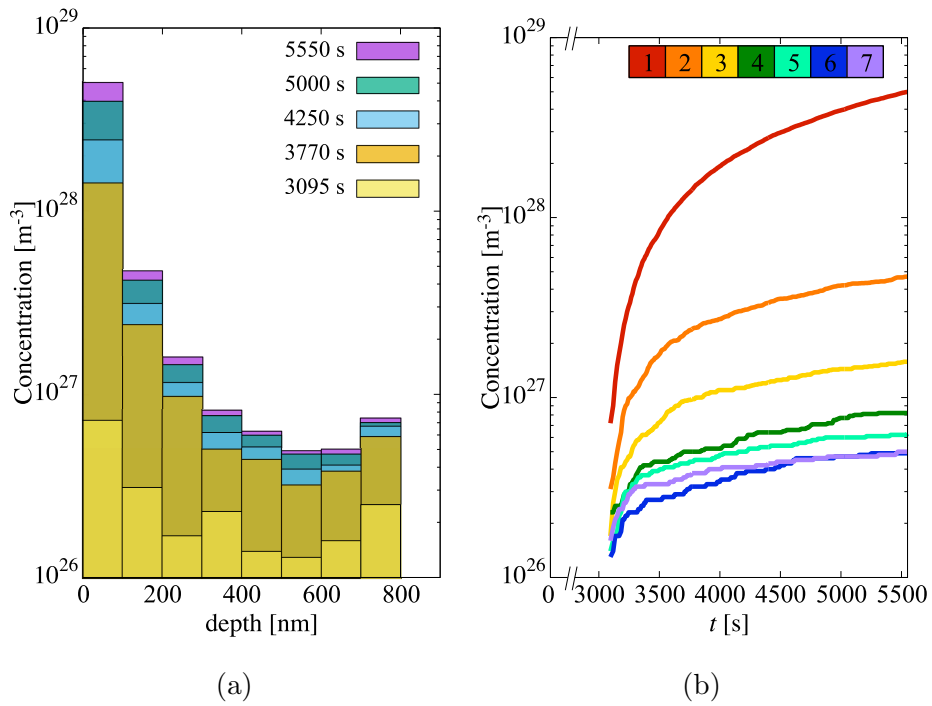 10^29
10^28
10^27
10^26
Concentration [m^-3]
5550 s
5000 s
4250 s
3770 s
3095 s
0 200 400 600 800
depth [nm]
(a)
10^29
10^28
10^27
10^26
Concentration [m^-3]
1 2 3 4 5 6 7
0 3000 3500 4000 4500 5000 5500
t [s]
(b)